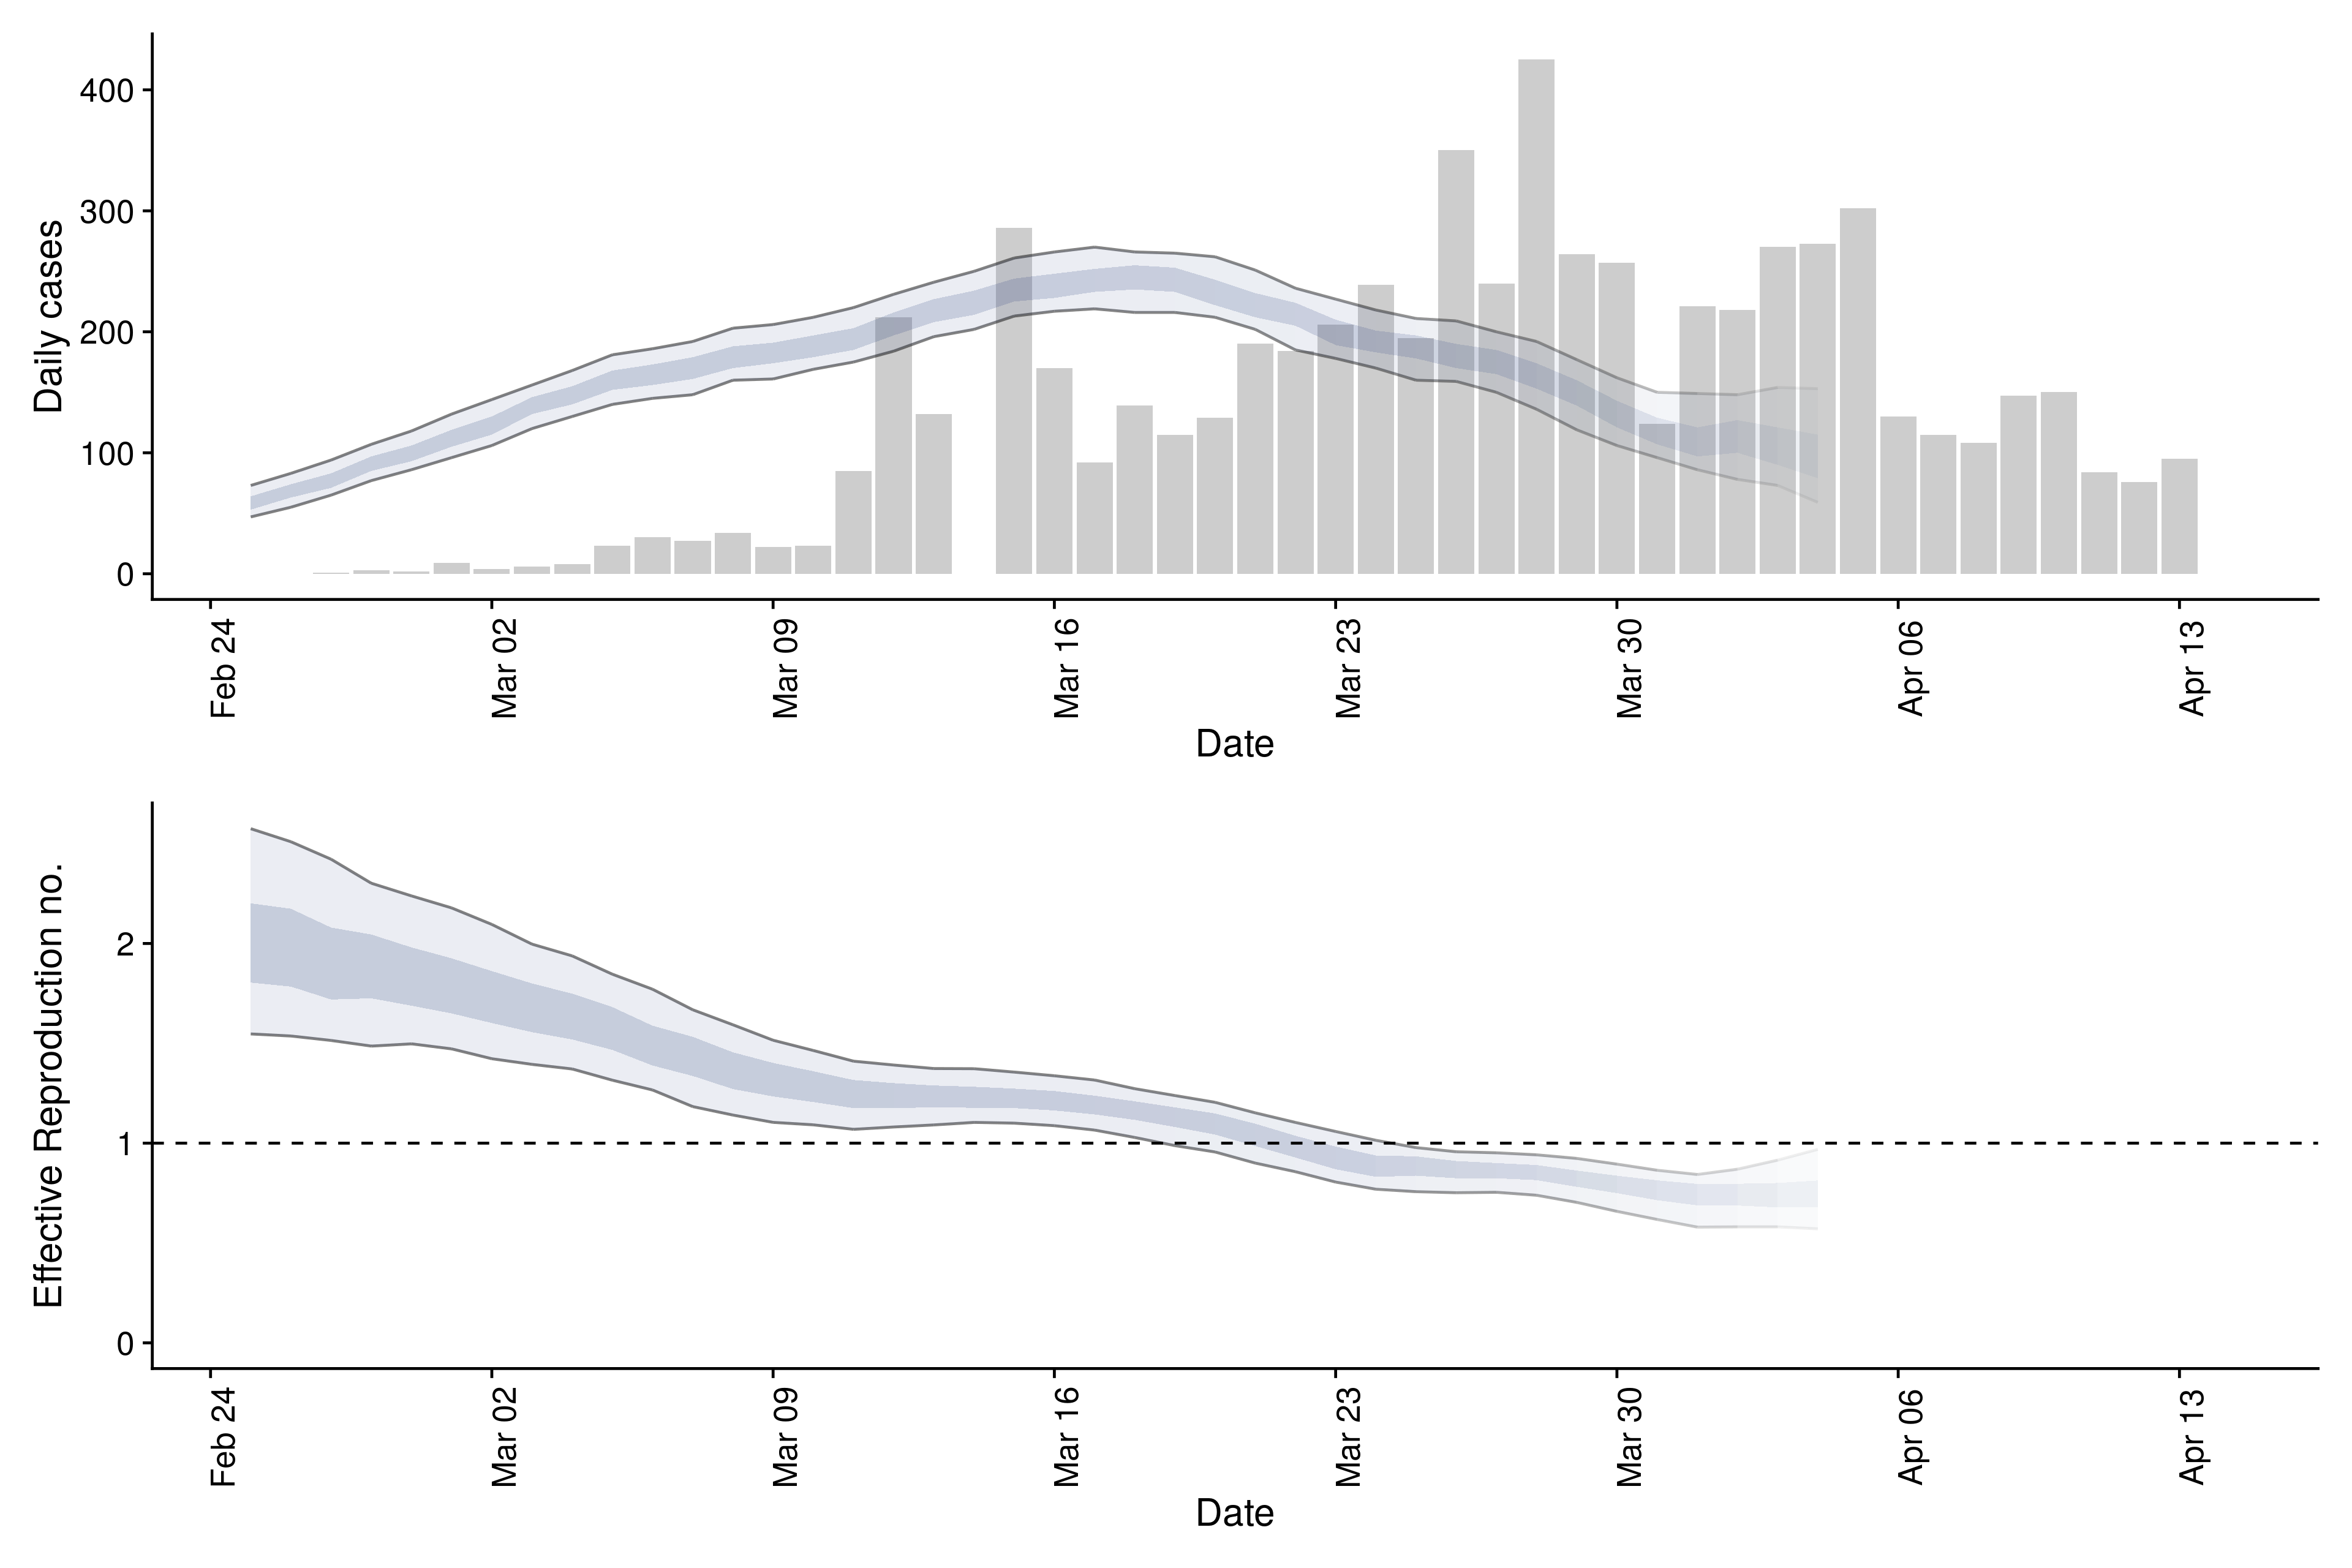 Daily cases
400
300
200
100
0
Feb 24
Mar 02
Mar 09
Mar 16
Mar 23
Mar 30
Apr 06
Apr 13
Date
Effective Reproduction no.
2
1
0
Feb 24
Mar 02
Mar 09
Mar 16
Mar 23
Mar 30
Apr 06
Apr 13
Date